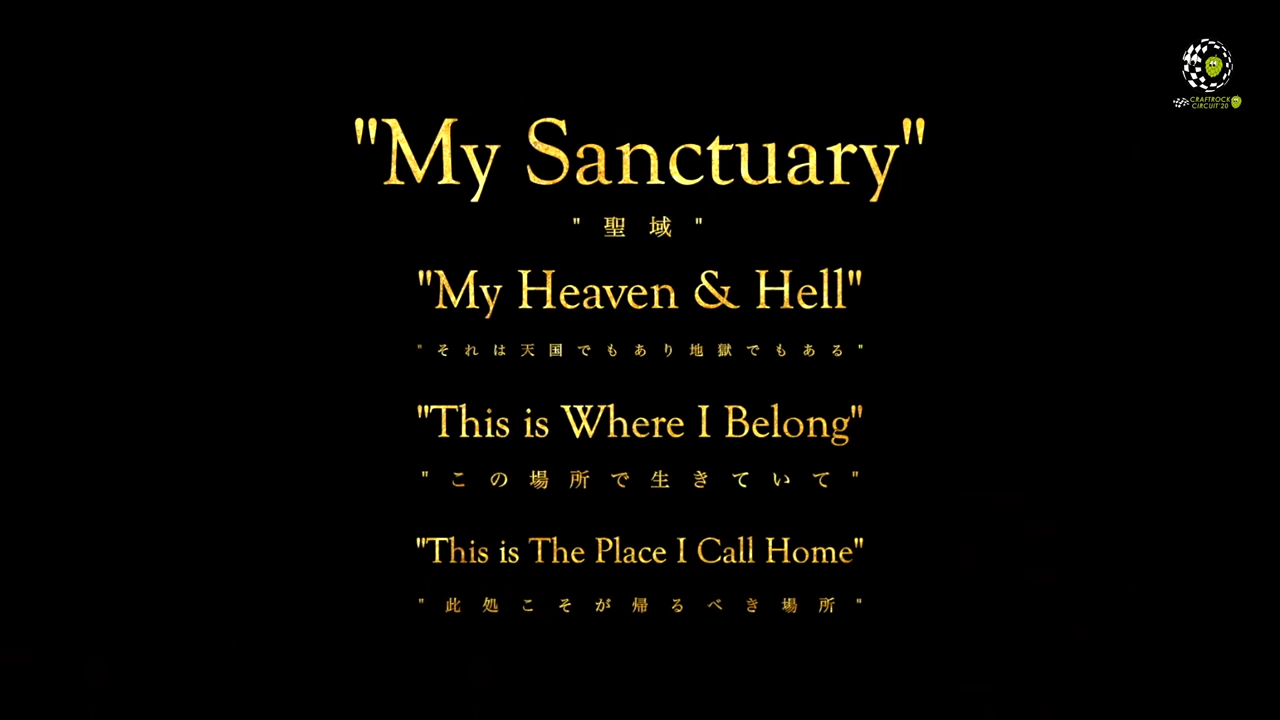 CRAFTROCK
CIRCUIT'20
"My Sanctuary"
"聖域"
"My Heaven & Hell"
"それは天国でもあり地獄でもある"
"This is Where I Belong"
"この場所で生きていて"
"This is The Place I Call Home"
"此処こそが帰るべき場所"